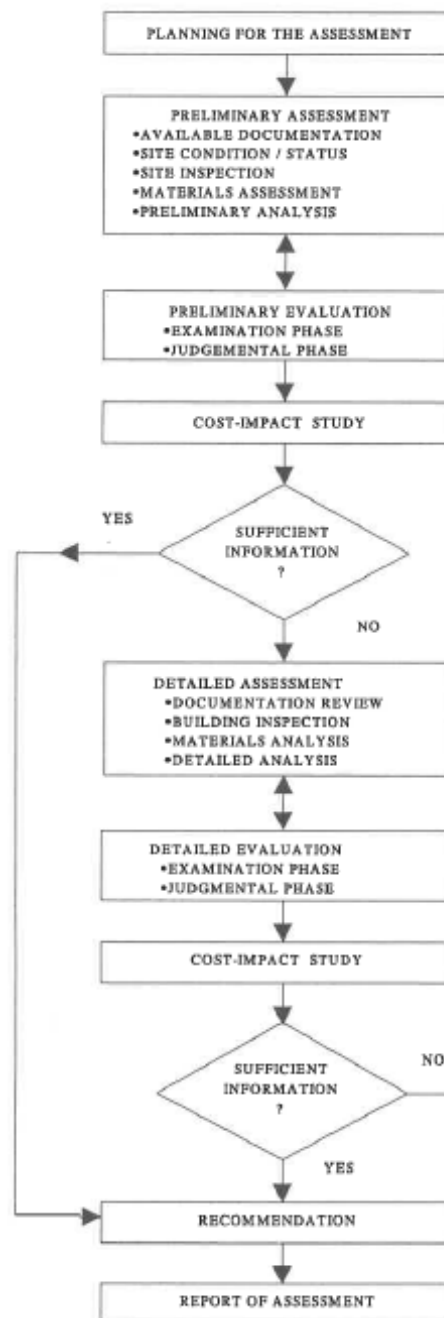 PLANNING FOR THE ASSESSMENT
PRELIMINARY ASSESSMENT
•AVAILABLE DOCUMENTATION
•SITE CONDITION / STATUS
•SITE INSPECTION
•MATERIALS ASSESSMENT
•PRELIMINARY ANALYSIS
PRELIMINARY EVALUATION
•EXAMINATION PHASE
•JUDGEMENTAL PHASE
COST-IMPACT STUDY
YES
SUFFICIENT
INFORMATION
?
NO
DETAILED ASSESSMENT
•DOCUMENTATION REVIEW
•BUILDING INSPECTION
•MATERIALS ANALYSIS
•DETAILED ANALYSIS
DETAILED EVALUATION
•EXAMINATION PHASE
•JUDGMENTAL PHASE
COST-IMPACT STUDY
SUFFICIENT
INFORMATION
?
NO
YES
RECOMMENDATION
REPORT OF ASSESSMENT